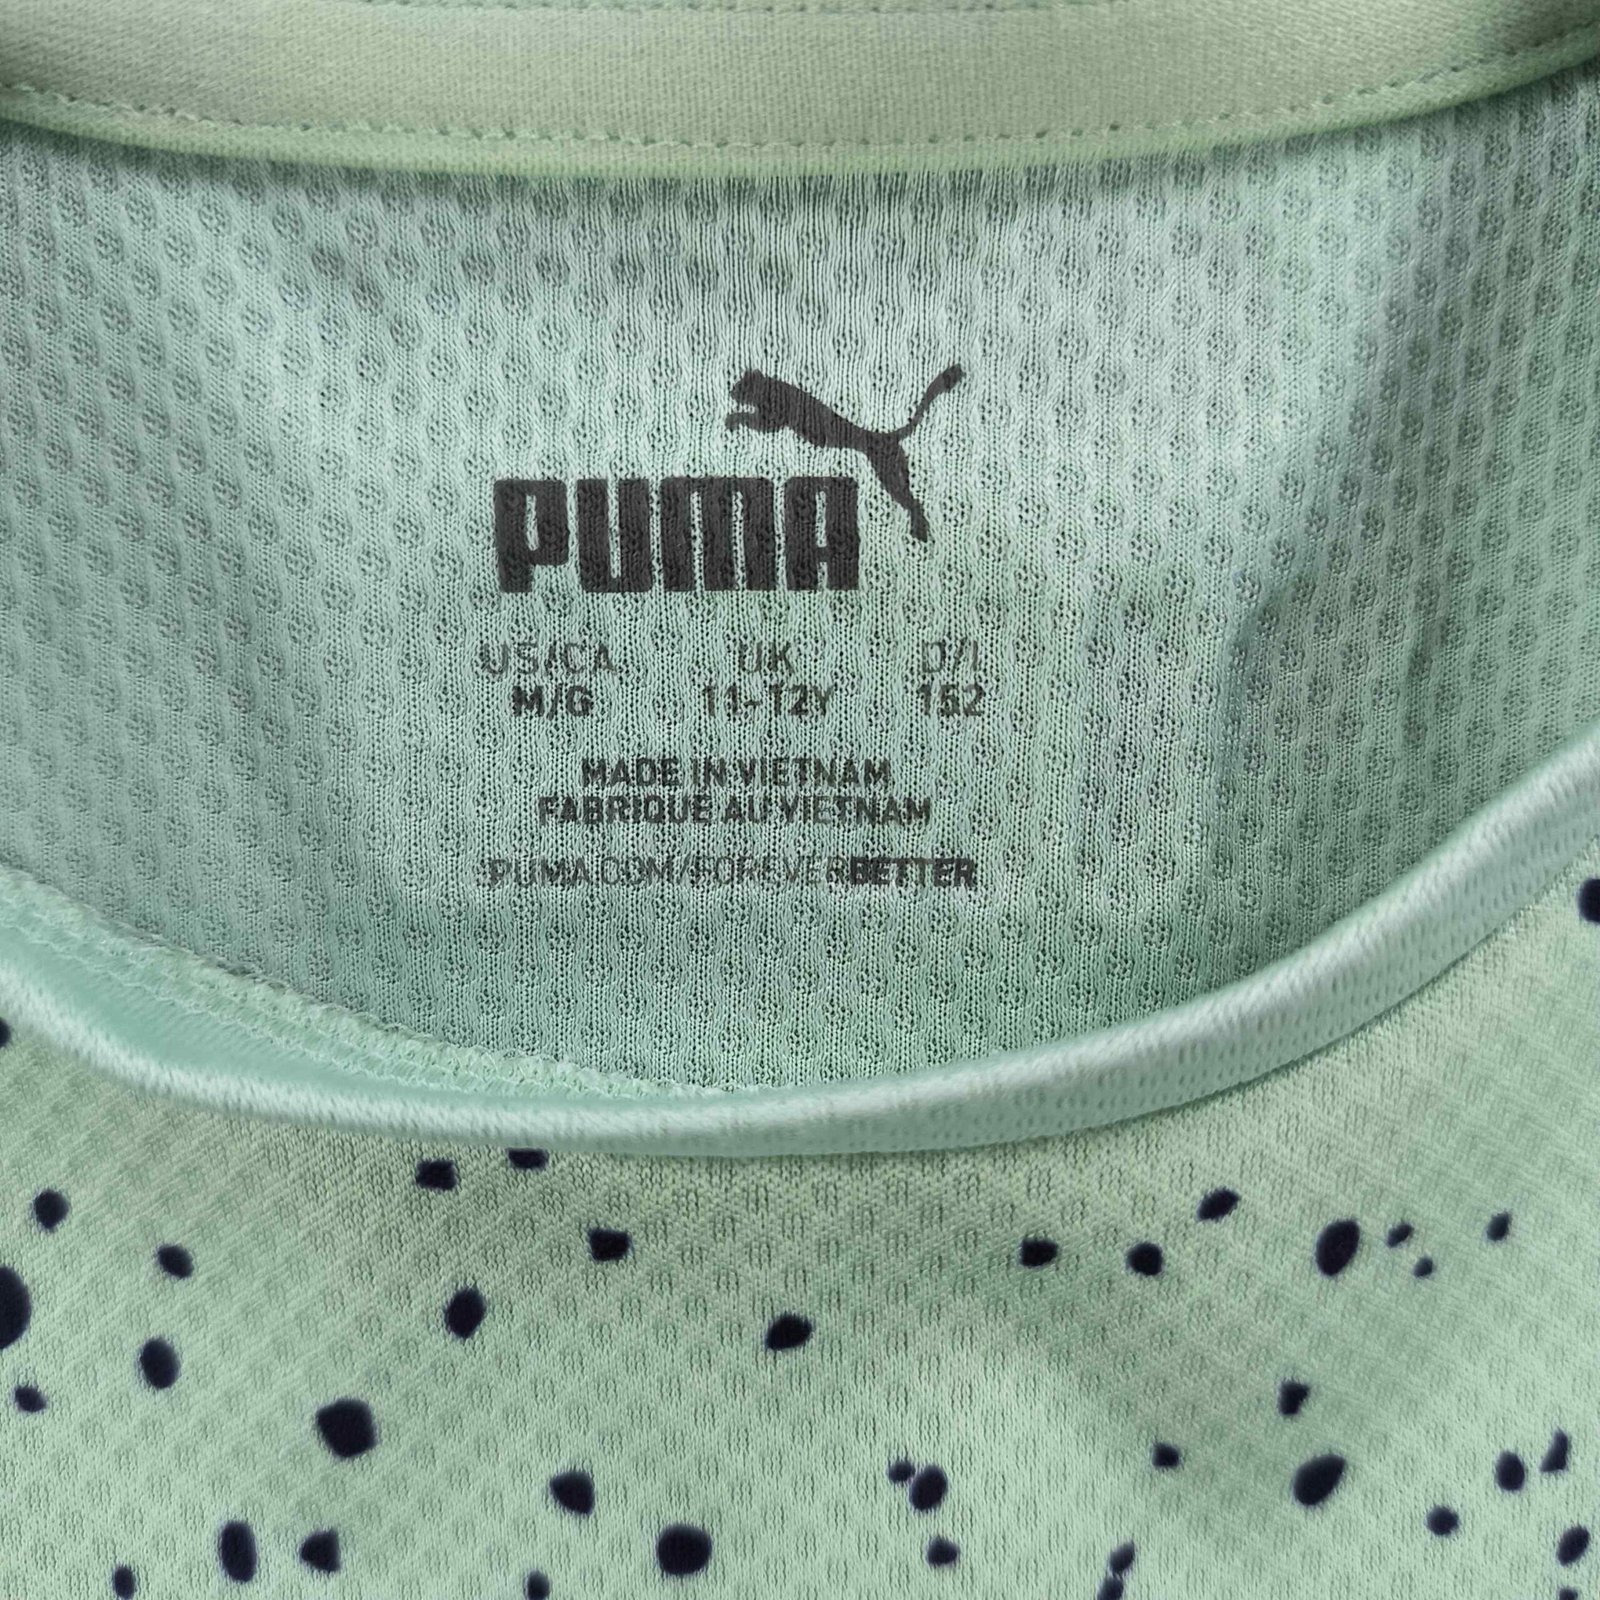 PUMA
US/CA UK D/I
M/G 11-12Y 152
MADE IN VIETNAM
FABRIQUE AU VIETNAM
PUMA.COM/FOREVERBETTER